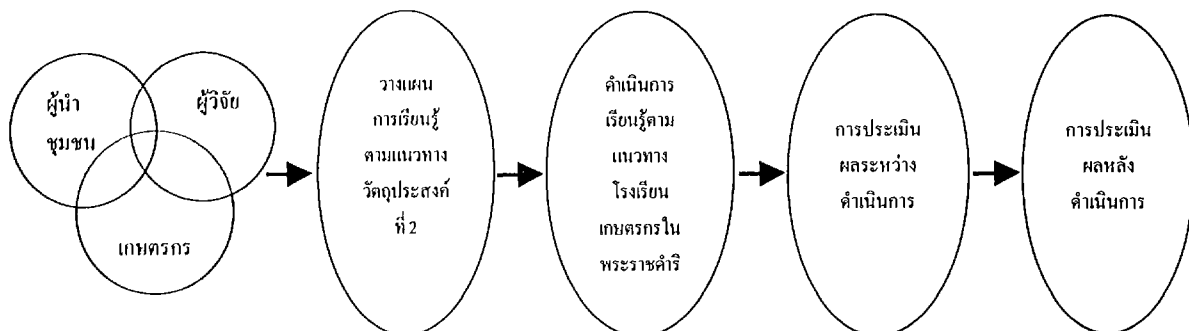 ผู้นำ
ชุมชน
ผู้วิจัย
เกษตรกร
วางแผน
การเรียนรู้
ตามแนวทาง
วัตถุประสงค์
ที่ 2
ดำเนินการ
เรียนรู้ตาม
แนวทาง
โรงเรียน
เกษตรกรใน
พระราชดำริ
การประเมิน
ผลระหว่าง
ดำเนินการ
การประเมิน
ผลหลัง
ดำเนินการ